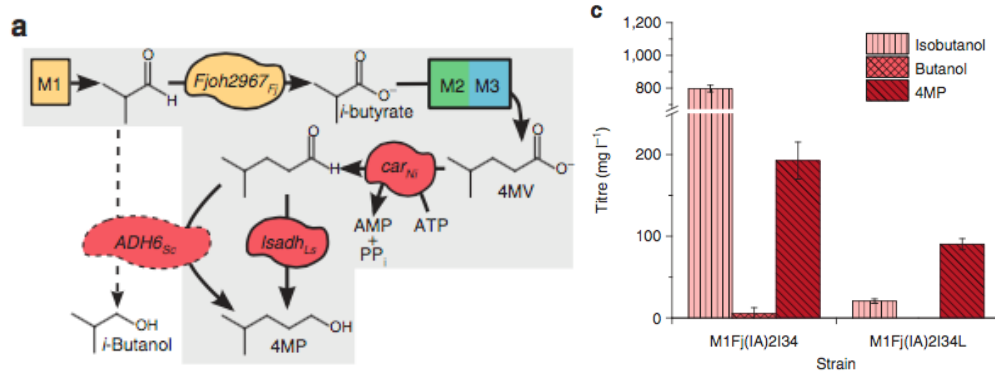 a
M1
O
H
Fjoh2967Fj
O
O-
i-butyrate
M2 M3
O
H
carNi
O
O-
4MV
AMP
+
PPi
ATP
ADH6Sc
lsadhLs
OH
i-Butanol
OH
4MP
c
1,200
1,000
800
200
100
0
Titre (mg l−1)
Isobutanol
Butanol
4MP
M1Fj(IA)2I34
M1Fj(IA)2I34L
Strain